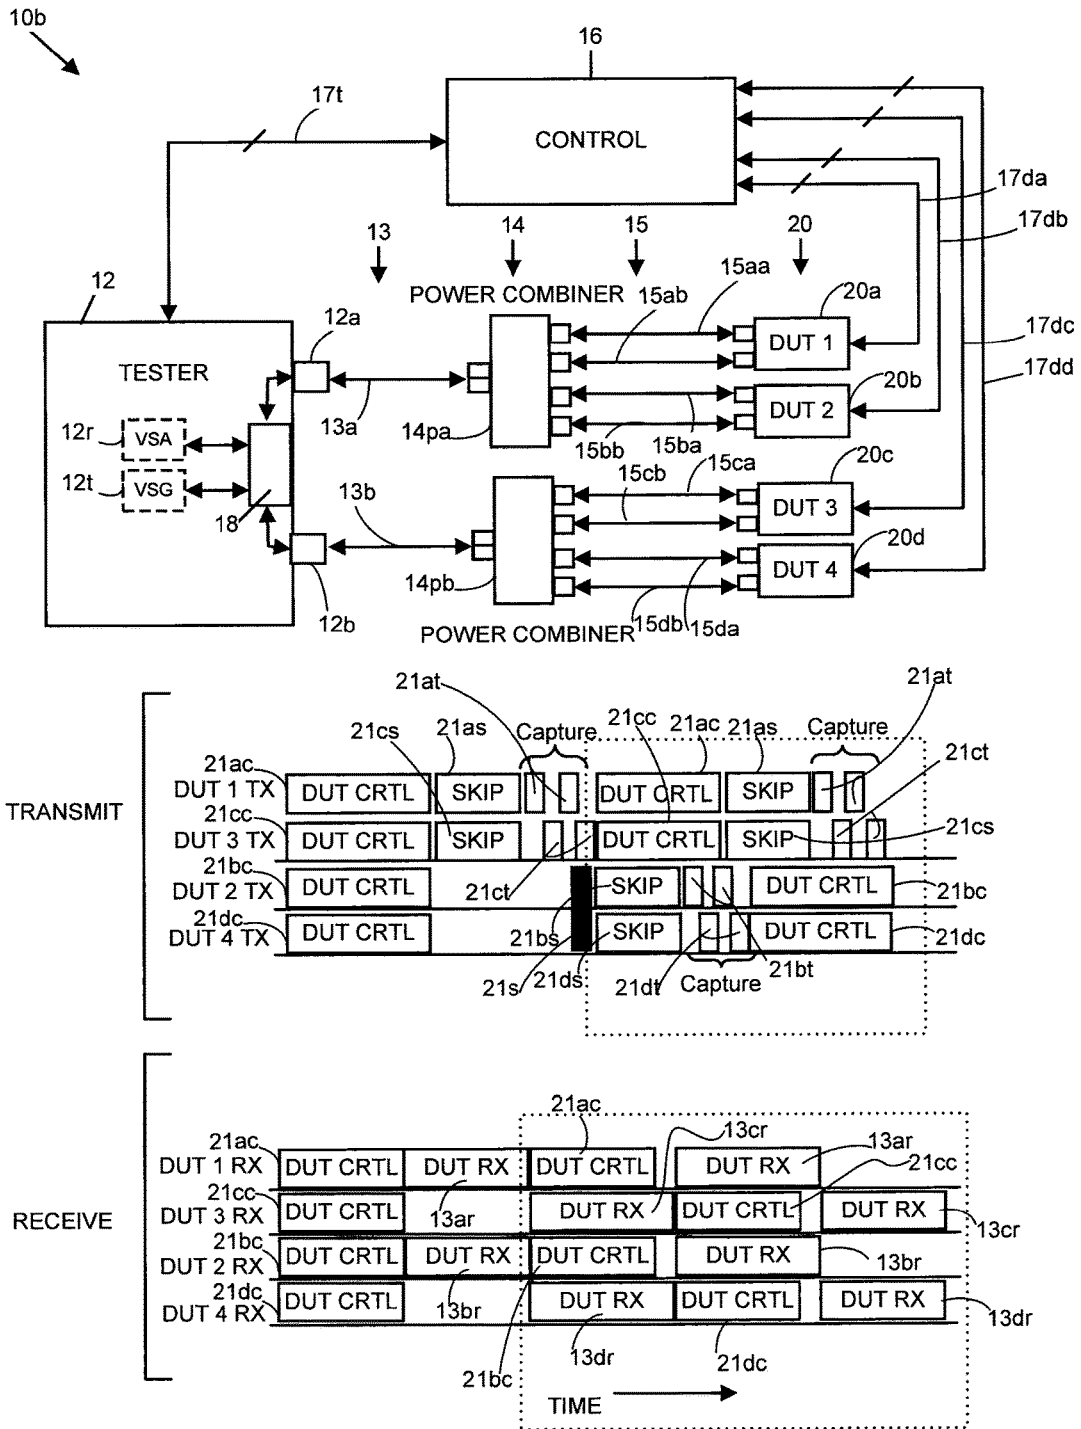 10b
16
17t
CONTROL
17da
17db
13
14
15
20
12
12a
POWER COMBINER
15ab
15aa
20a
17dc
TESTER
DUT 1
17dd
12r
VSA
13a
14pa
DUT 2
20b
12t
VSG
15bb
15ba
15ca
20c
18
13b
15cb
DUT 3
20d
14pb
DUT 4
12b
15db
15da
POWER COMBINER
21at
21at
21cs
21as
Capture
21cc
21ac
21as
Capture
21ct
TRANSMIT
21ac
DUT 1 TX
DUT CRTL
SKIP
DUT CRTL
SKIP
21cc
DUT 3 TX
DUT CRTL
SKIP
DUT CRTL
SKIP
21cs
21bc
21ct
DUT 2 TX
DUT CRTL
SKIP
DUT CRTL
21bc
21dc
DUT 4 TX
DUT CRTL
21bs
SKIP
DUT CRTL
21dc
21s
21ds
21dt
Capture
21bt
RECEIVE
21ac
13cr
13ar
21cc
21ac
DUT 1 RX
DUT CRTL
DUT RX
DUT CRTL
DUT RX
21cc
DUT 3 RX
DUT CRTL
13ar
DUT RX
DUT CRTL
DUT RX
13cr
21bc
DUT 2 RX
DUT CRTL
DUT RX
DUT CRTL
DUT RX
13br
21dc
DUT 4 RX
DUT CRTL
13br
DUT RX
DUT CRTL
DUT RX
13dr
21bc
13dr
21dc
TIME